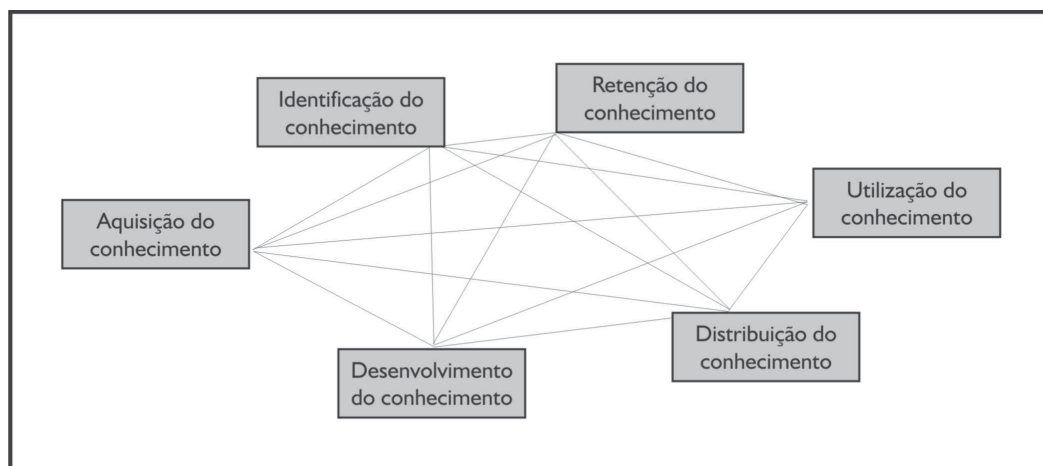 Identificação do
conhecimento
Retenção do
conhecimento
Aquisição do
conhecimento
Utilização do
conhecimento
Desenvolvimento
do conhecimento
Distribuição do
conhecimento